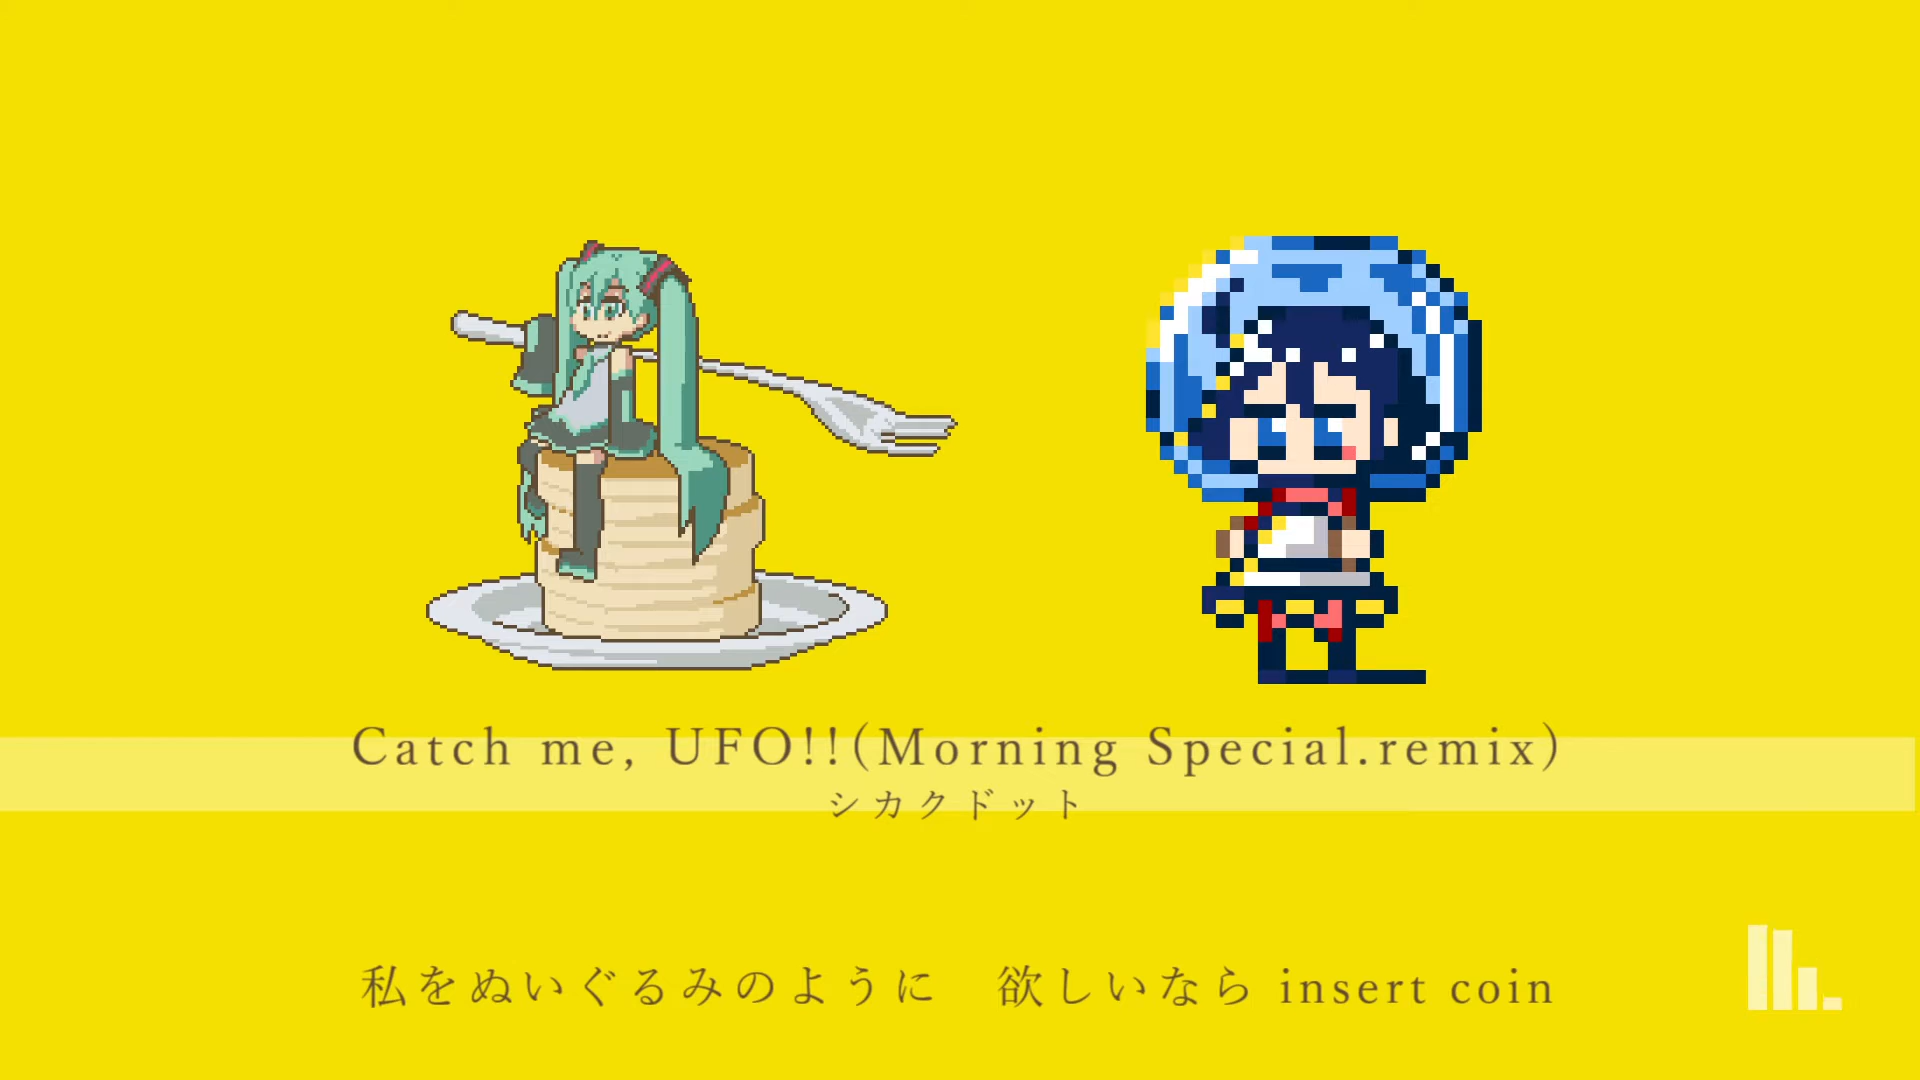 Catch me, UFO!!(Morning Special.remix)
シカクドット
私をぬいぐるみのように　欲しいなら insert coin